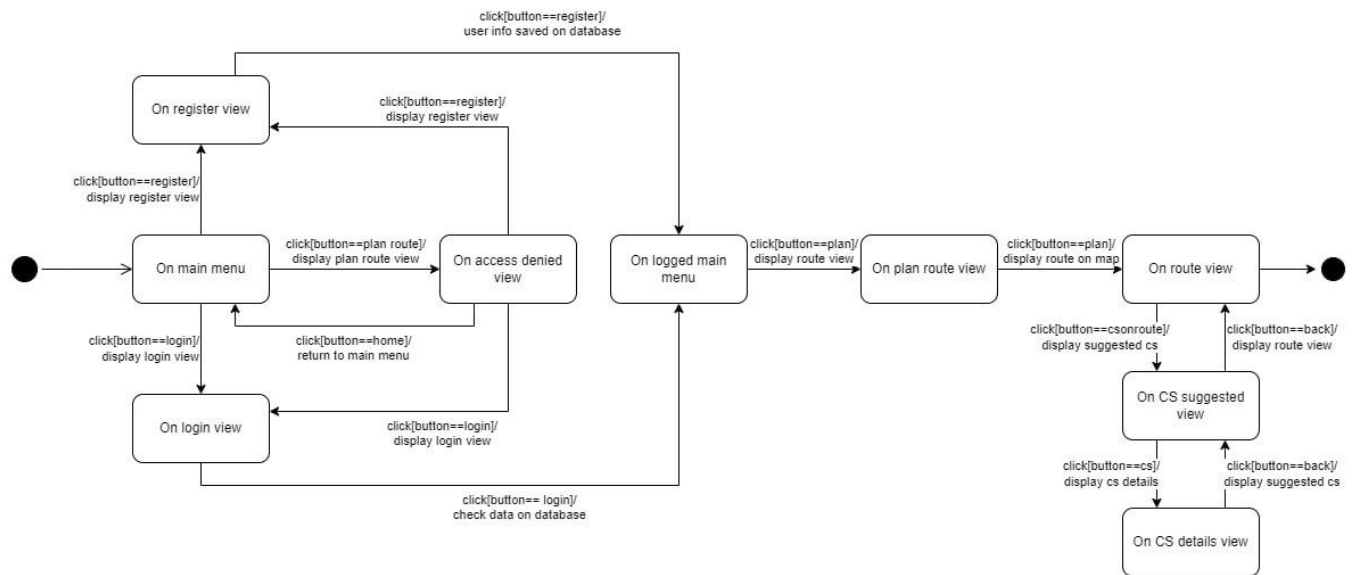 click[button==register]/
user info saved on database
On register view
click[button==register]/
display register view
click[button==register]/
display register view
On main menu
click[button==plan route]/
display plan route view
On access denied
view
On logged main
menu
click[button==plan]/
display route view
On plan route view
click[button==plan]/
display route on map
On route view
click[button==login]/
display login view
click[button==home]/
return to main menu
click[button==csonroute]/
display suggested cs
click[button==back]/
display route view
On login view
click[button==login]/
display login view
On CS suggested
view
click[button== login]/
check data on database
click[button==cs]/
display cs details
click[button==back]/
display suggested cs
On CS details view